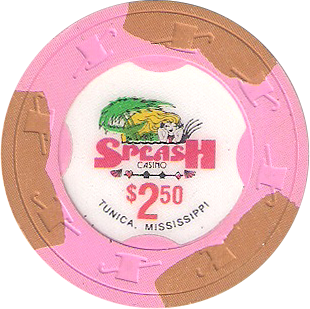 SPLASH
CASINO
$2.50
TUNICA, MISSISSIPPI